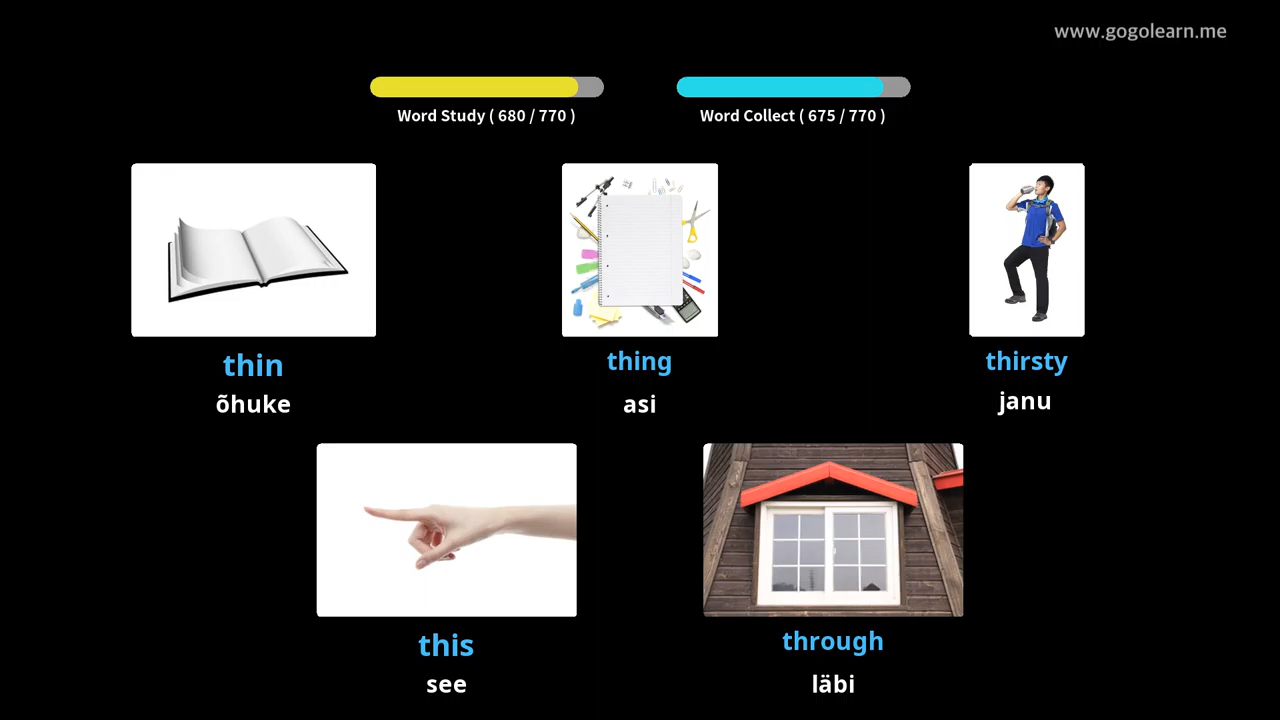 www.gogolearn.me
Word Study ( 680 / 770 )
Word Collect ( 675 / 770 )
thin
õhuke
thing
asi
thirsty
janu
this
see
through
läbi